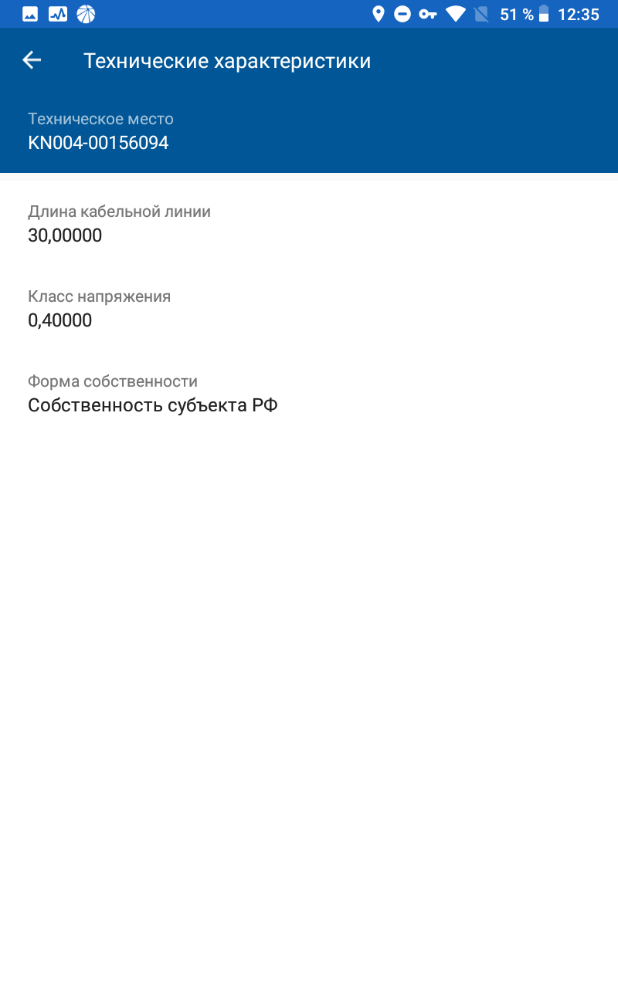 51 % 12:35
Технические характеристики
Техническое место
KN004-00156094
Длина кабельной линии
30,00000
Класс напряжения
0,40000
Форма собственности
Собственность субъекта РФ